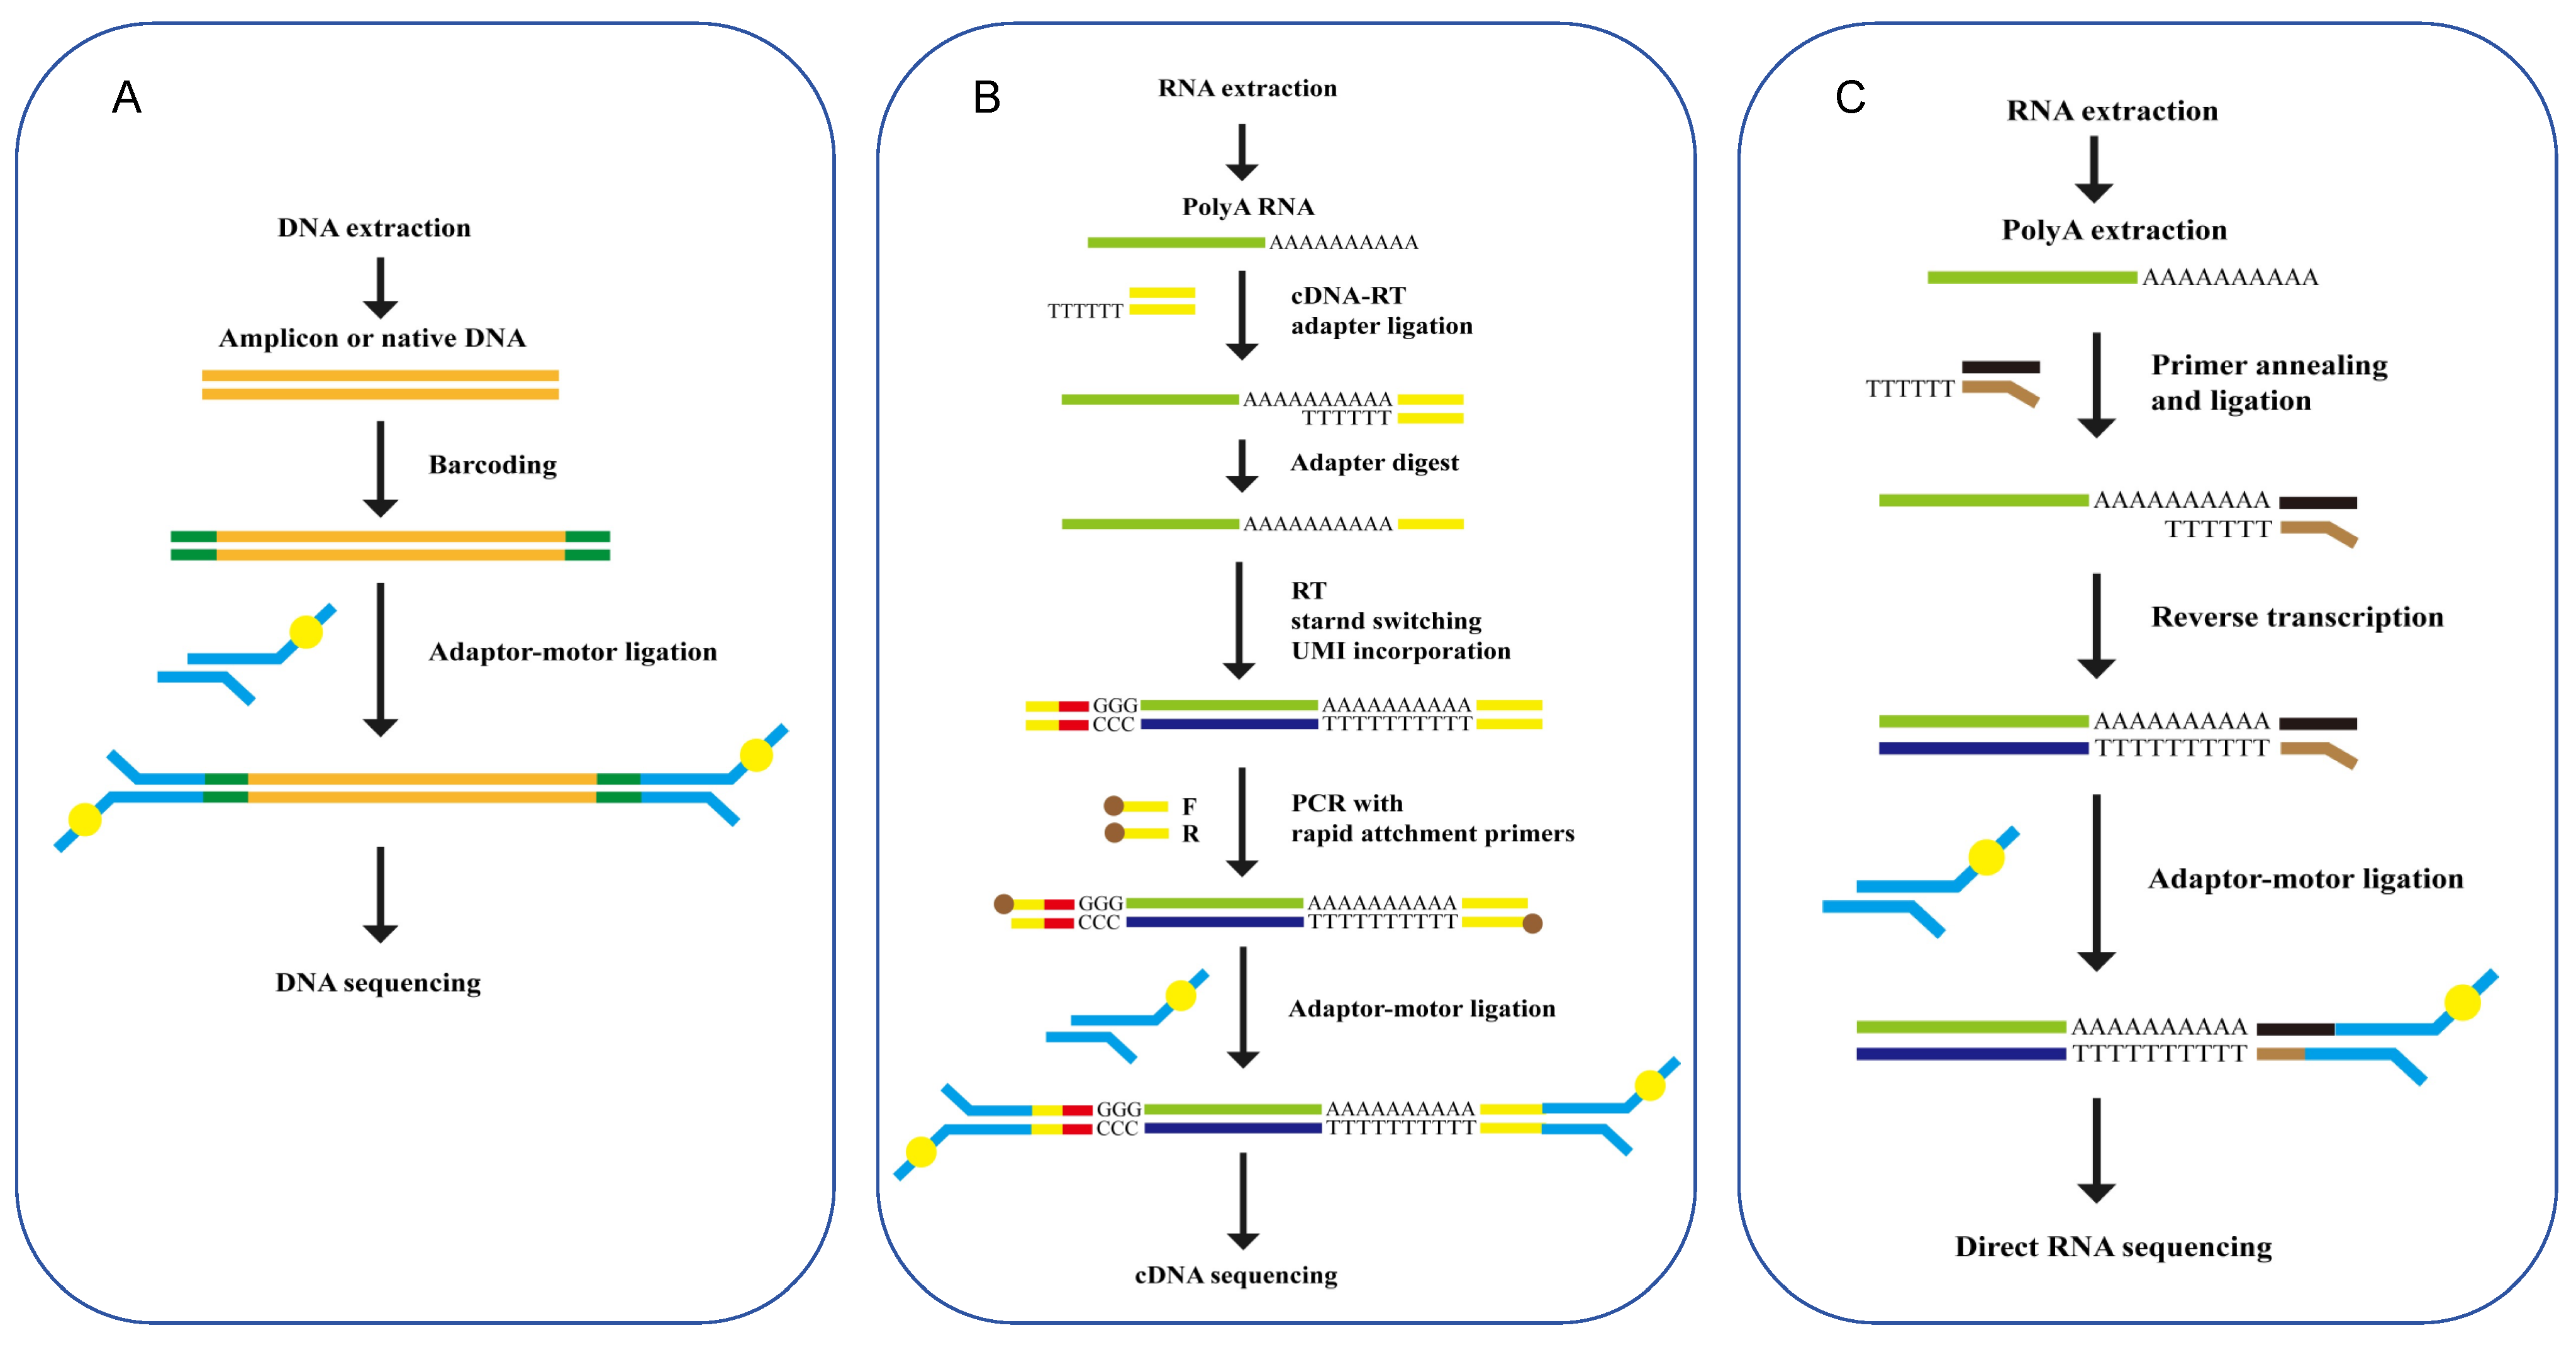 A
DNA extraction
Amplicon or native DNA
Barcoding
Adaptor-motor ligation
DNA sequencing
B
RNA extraction
PolyA RNA
AAAAAAAAAA
TTTTTT
cDNA-RT
adapter ligation
AAAAAAAAAA
TTTTTT
Adapter digest
AAAAAAAAAA
RT
starnd switching
UMI incorporation
GGG AAAAAAAAAA
CCC TTTTTTTTTT
F
R
PCR with
rapid attchment primers
GGG AAAAAAAAAA
CCC TTTTTTTTTT
Adaptor-motor ligation
GGG AAAAAAAAAA
CCC TTTTTTTTTT
cDNA sequencing
C
RNA extraction
PolyA extraction
AAAAAAAAAA
TTTTTT
Primer annealing
and ligation
AAAAAAAAAA
TTTTTT
Reverse transcription
AAAAAAAAAA
TTTTTTTTTT
Adaptor-motor ligation
AAAAAAAAAA
TTTTTTTTTT
Direct RNA sequencing